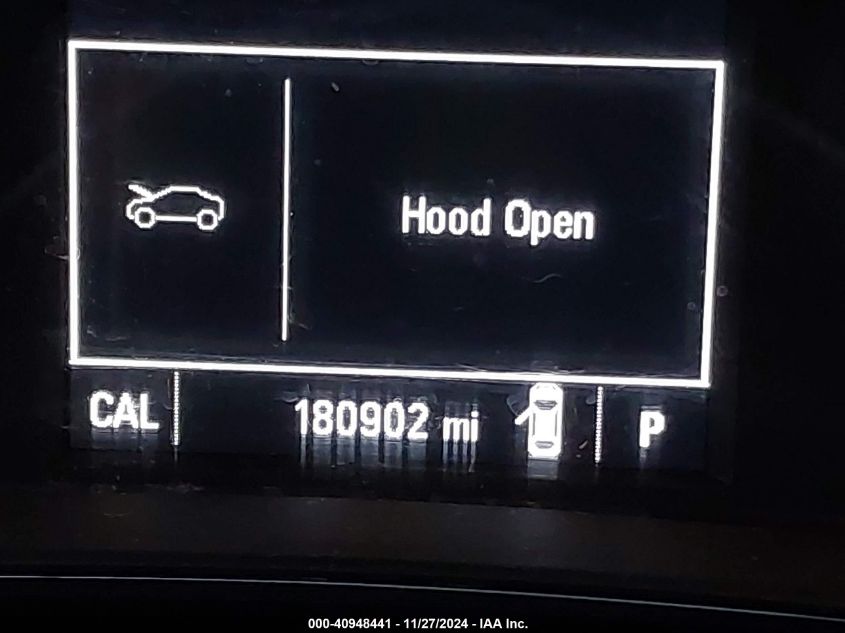 Hood Open
CAL 180902 mi P
000-40948441 - 11/27/2024 - IAA Inc.